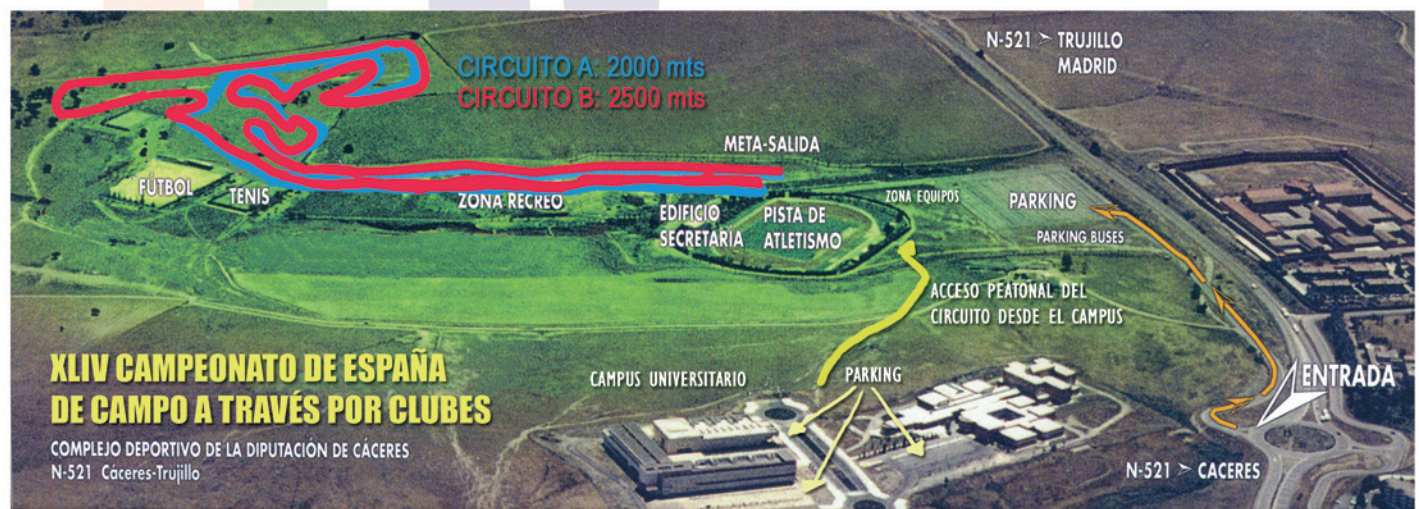 N-521 > TRUJILLO
MADRID
CIRCUITO A: 2000 mts
CIRCUITO B: 2500 mts
META-SALIDA
FÚTBOL
TENIS
ZONA RECREO
ZONA EQUIPOS
PARKING
EDIFICIO
SECRETARÍA
PISTA DE
ATLETISMO
PARKING BUSES
ACCESO PEATONAL DEL
CIRCUITO DESDE EL CAMPUS
XLIV CAMPEONATO DE ESPAÑA
DE CAMPO A TRAVÉS POR CLUBES
CAMPUS UNIVERSITARIO
PARKING
ENTRADA
COMPLEJO DEPORTIVO DE LA DIPUTACIÓN DE CÁCERES
N-521 Cáceres-Trujillo
N-521 > CACERES